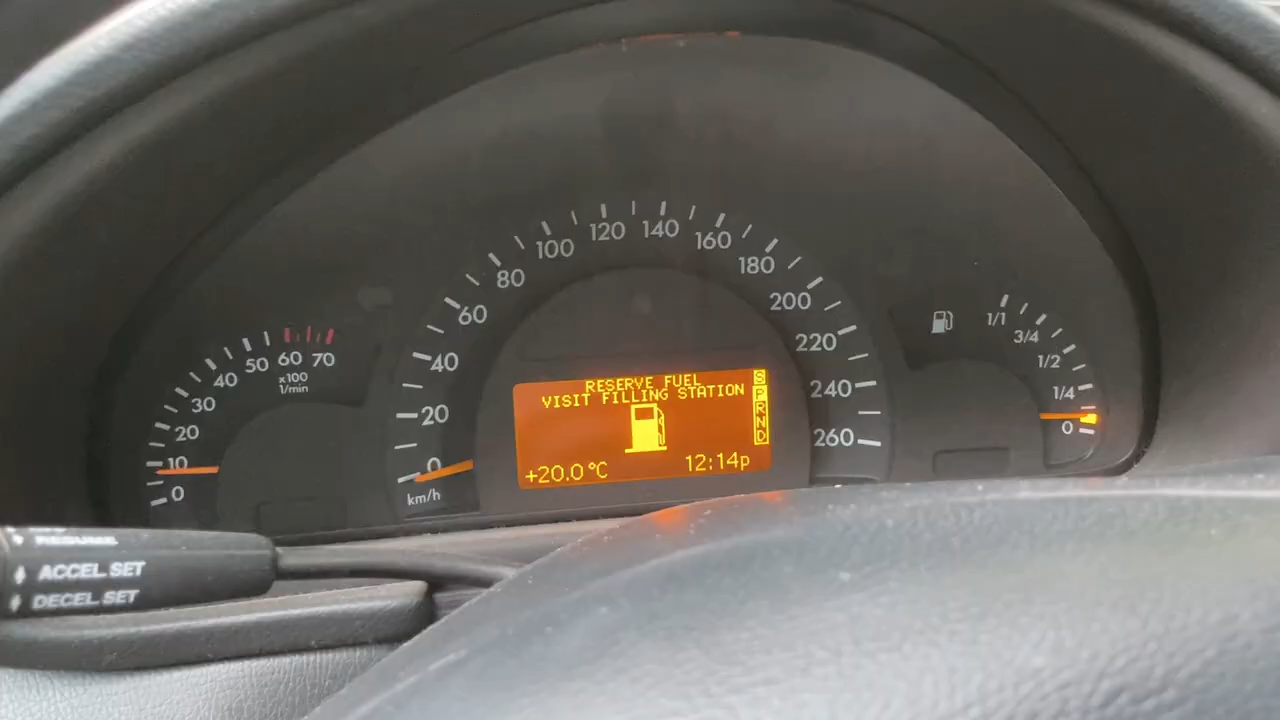 0
10
20
30
40
50
60
70
x100
1/min
0
20
40
60
80
100
120
140
160
180
200
220
240
260
km/h
RESERVE FUEL
VISIT FILLING STATION
S
P
R
N
D
+20.0°C
12:14p
1/1
3/4
1/2
1/4
0
RESUME
ACCEL SET
DECEL SET